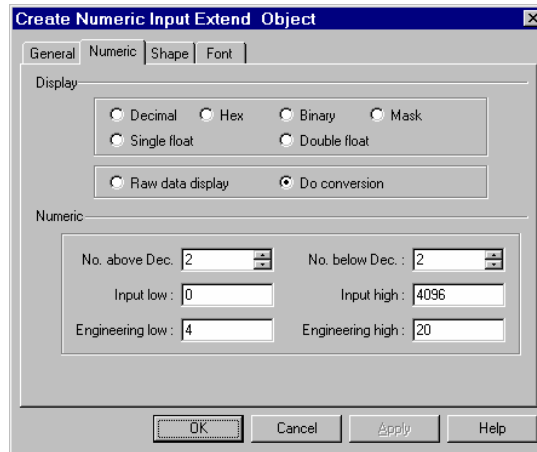 Create Numeric Input Extend Object
General Numeric Shape Font
Display
Decimal Hex Binary Mask
Single float Double float
Raw data display Do conversion
Numeric
No. above Dec. 2 No. below Dec. : 2
Input low : 0 Input high : 4096
Engineering low : 4 Engineering high : 20
OK Cancel Apply Help